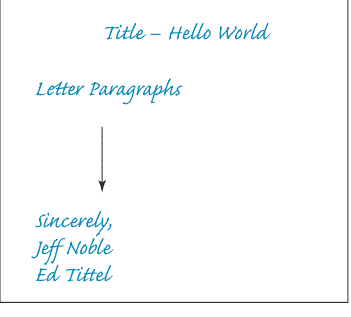 Title – Hello World
Letter Paragraphs
Sincerely,
Jeff Noble
Ed Tittel